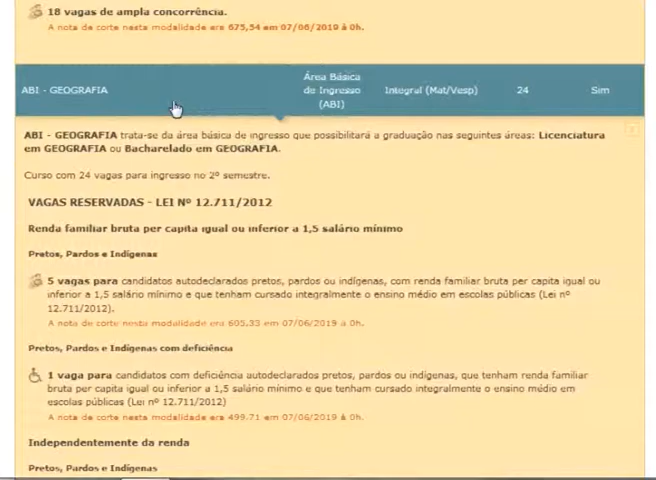 18 vagas de ampla concorrência.
A nota de corte nesta modalidade era 675,54 em 07/06/2019 à 0h.
ABI - GEOGRAFIA
Área Básica
de Ingresso
(ABI)
Integral (Mat/Vesp)
24
Sim
ABI - GEOGRAFIA trata-se da área básica de ingresso que possibilitará a graduação nas seguintes áreas: Licenciatura
em GEOGRAFIA ou Bacharelado em GEOGRAFIA.
Curso com 24 vagas para ingresso no 2º semestre.
VAGAS RESERVADAS - LEI Nº 12.711/2012
Renda familiar bruta per capita igual ou inferior a 1,5 salário mínimo
Pretos, Pardos e Indígenas
5 vagas para candidatos autodeclarados pretos, pardos ou indígenas, com renda familiar bruta per capita igual ou
inferior a 1,5 salário mínimo e que tenham cursado integralmente o ensino médio em escolas públicas (Lei nº
12.711/2012).
A nota de corte nesta modalidade era 605,33 em 07/06/2019 à 0h.
Pretos, Pardos e Indígenas com deficiência
1 vaga para candidatos com deficiência autodeclarados pretos, pardos ou indígenas, que tenham renda familiar
bruta per capita igual ou inferior a 1,5 salário mínimo e que tenham cursado integralmente o ensino médio em
escolas públicas (Lei nº 12.711/2012)
A nota de corte nesta modalidade era 499.71 em 07/06/2019 à 0h.
Independentemente da renda
Pretos, Pardos e Indígenas